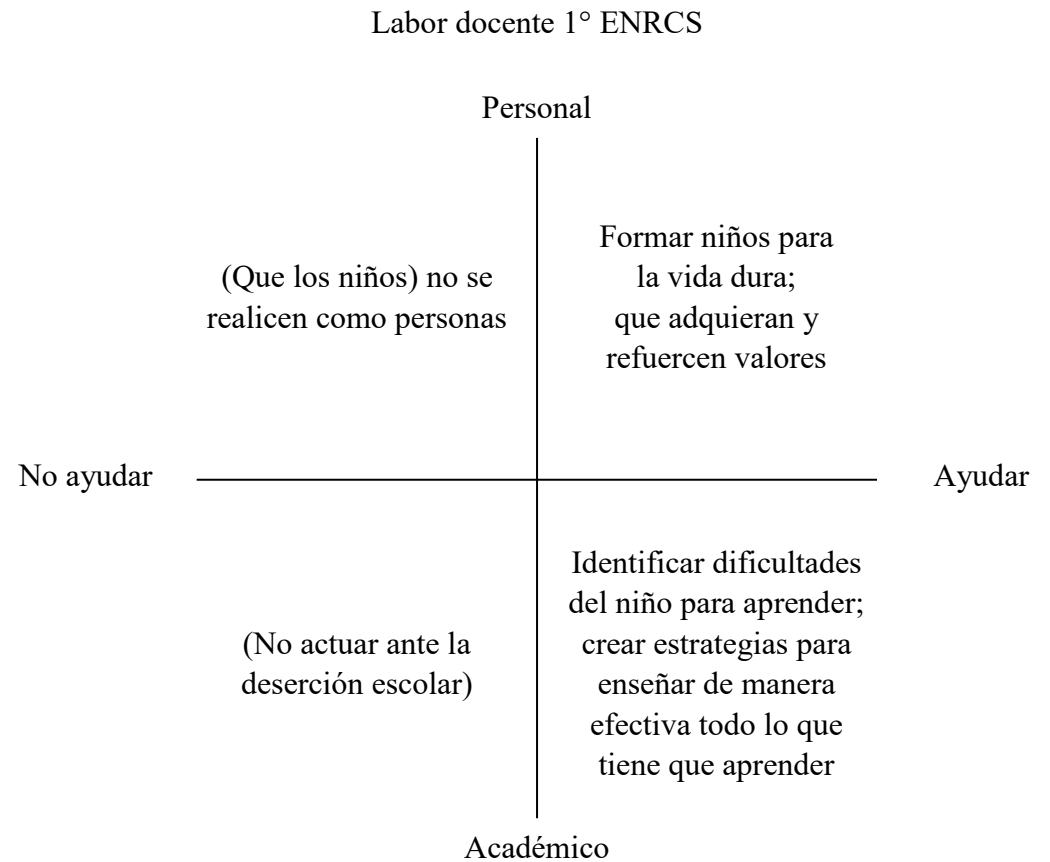 Labor docente 1° ENRCS
Personal
(Que los niños) no se
realicen como personas
Formar niños para
la vida dura;
que adquieran y
refuercen valores
No ayudar
Ayudar
(No actuar ante la
deserción escolar)
Identificar dificultades
del niño para aprender;
crear estrategias para
enseñar de manera
efectiva todo lo que
tiene que aprender
Académico